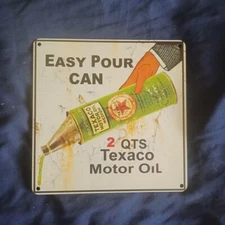 EASY POUR
CAN
2 QTS
Texaco
Motor Oil